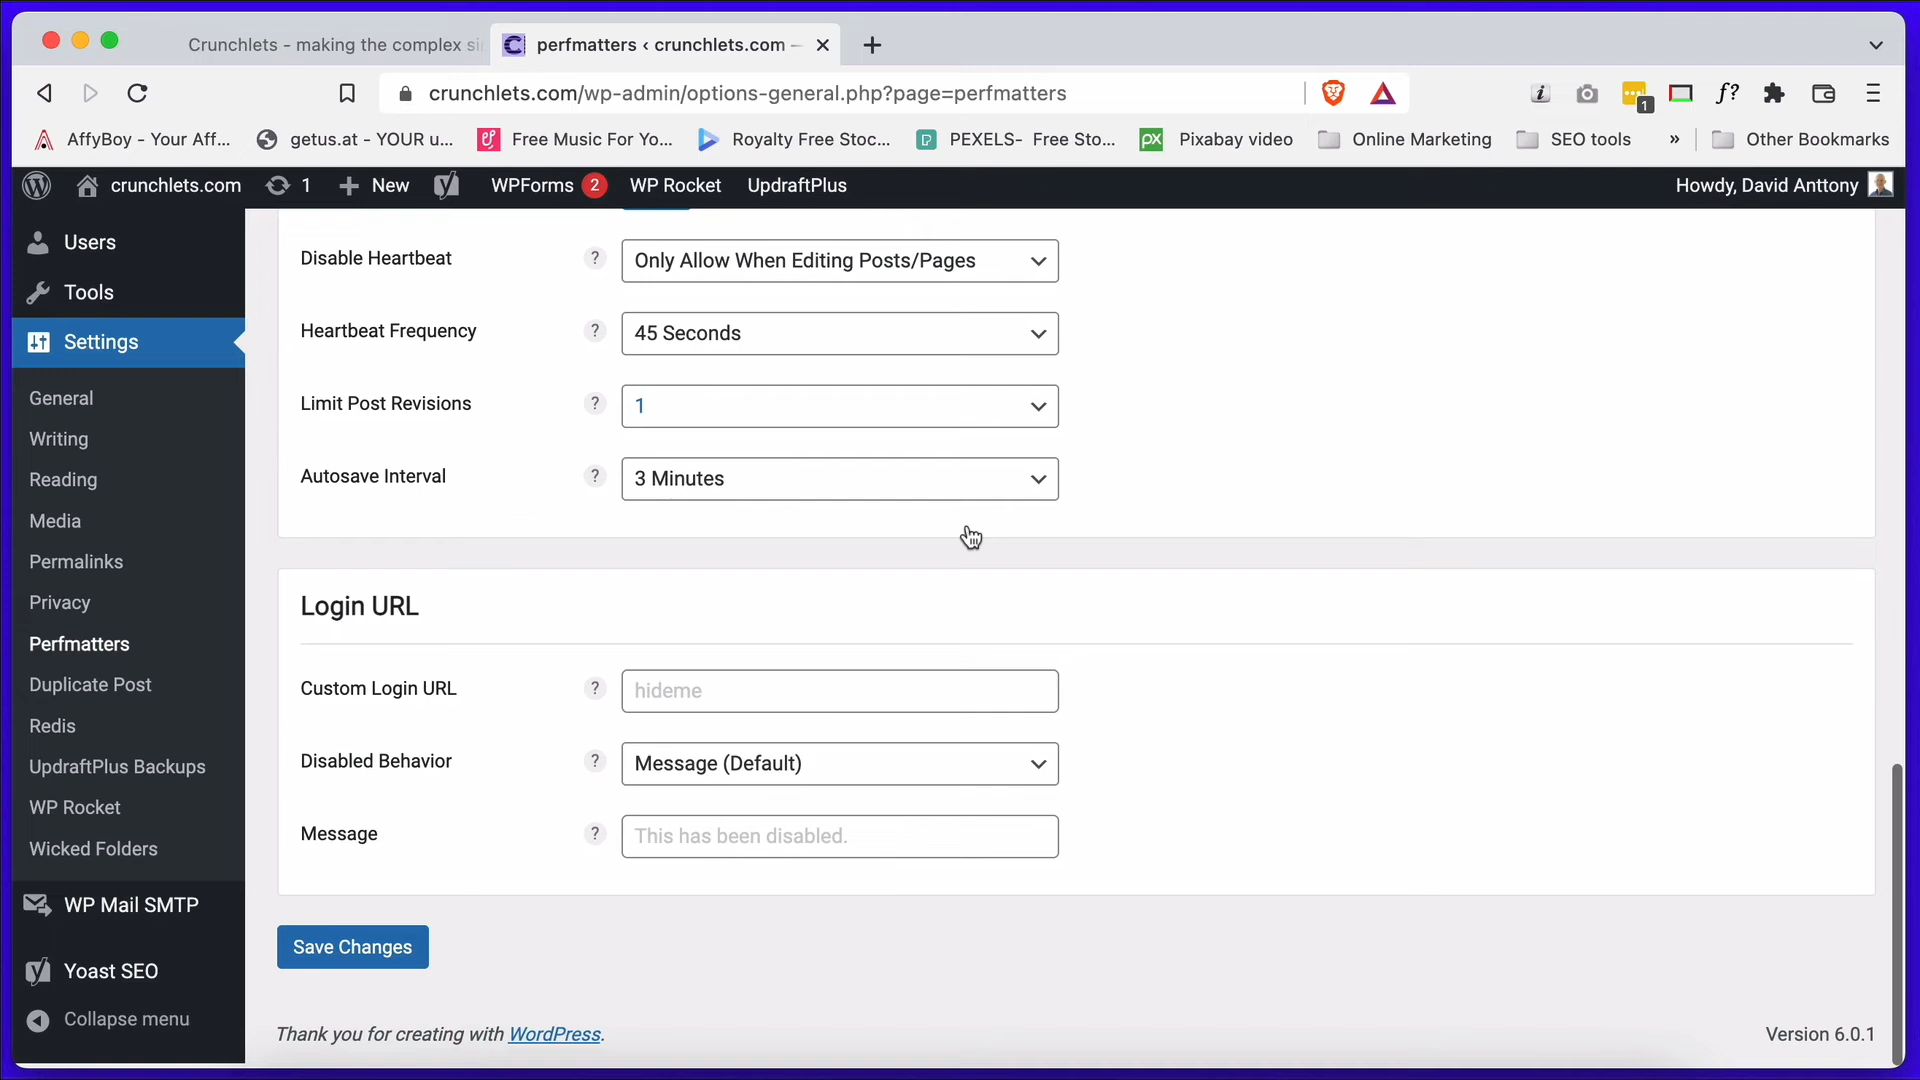 Crunchlets - making the complex si
perfmatters ‹ crunchlets.com –
crunchlets.com/wp-admin/options-general.php?page=perfmatters
1
f?
AffyBoy - Your Aff...
getus.at - YOUR u...
Free Music For Yo...
Royalty Free Stoc...
PEXELS- Free Sto...
px Pixabay video
Online Marketing
SEO tools
»
Other Bookmarks
crunchlets.com
1
New
WPForms 2
WP Rocket
UpdraftPlus
Howdy, David Anttony
Users
Tools
Settings
General
Writing
Reading
Media
Permalinks
Privacy
Perfmatters
Duplicate Post
Redis
UpdraftPlus Backups
WP Rocket
Wicked Folders
WP Mail SMTP
Yoast SEO
Collapse menu
Disable Heartbeat ? Only Allow When Editing Posts/Pages
Heartbeat Frequency ? 45 Seconds
Limit Post Revisions ? 1
Autosave Interval ? 3 Minutes
Login URL
Custom Login URL ? hideme
Disabled Behavior ? Message (Default)
Message ? This has been disabled.
Save Changes
Thank you for creating with WordPress.
Version 6.0.1